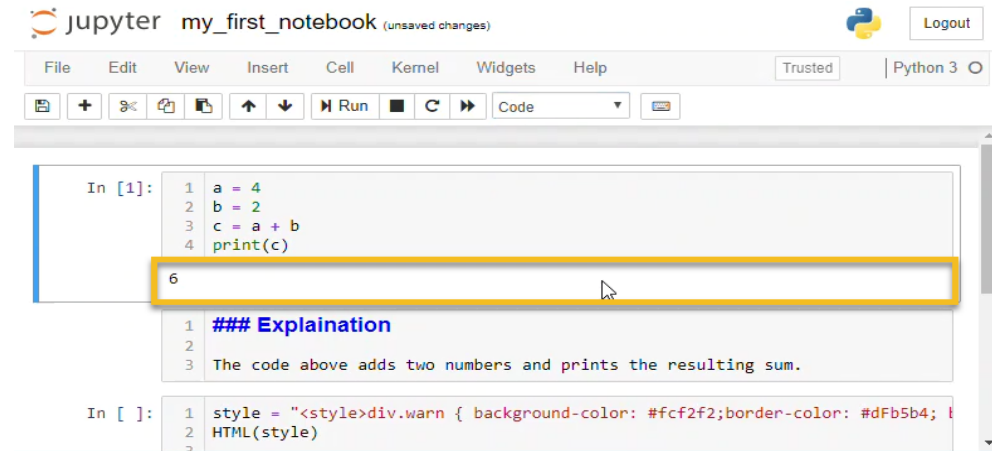 jupyter my_first_notebook (unsaved changes) Logout
File Edit View Insert Cell Kernel Widgets Help Trusted Python 3
Run Code
In [1]: 1 a = 4
2 b = 2
3 c = a + b
4 print(c)
6
1 ### Explaination
2
3 The code above adds two numbers and prints the resulting sum.
In [ ]: 1 style = "<style>div.warn { background-color: #fcf2f2;border-color: #dFb5b4;
2 HTML(style)